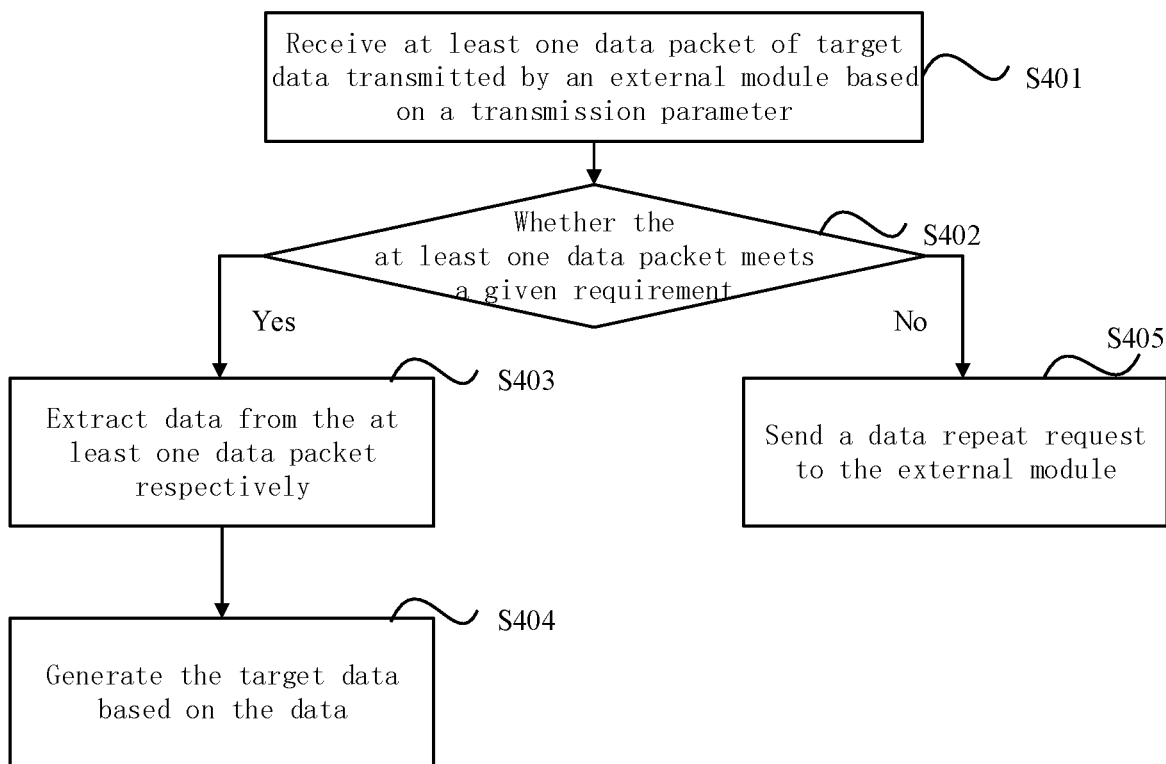 Receive at least one data packet of target
data transmitted by an external module based
on a transmission parameter
S401
Whether the
at least one data packet meets
a given requirement
S402
Yes
No
S403
S405
Extract data from the at
least one data packet
respectively
Send a data repeat request
to the external module
S404
Generate the target data
based on the data